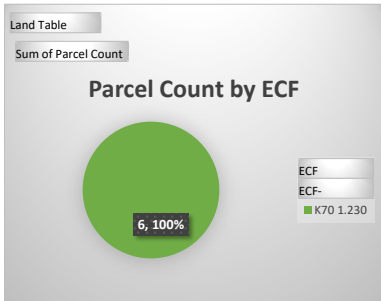 Land Table
Sum of Parcel Count
Parcel Count by ECF
6, 100%
ECF
ECF-
K70 1.230